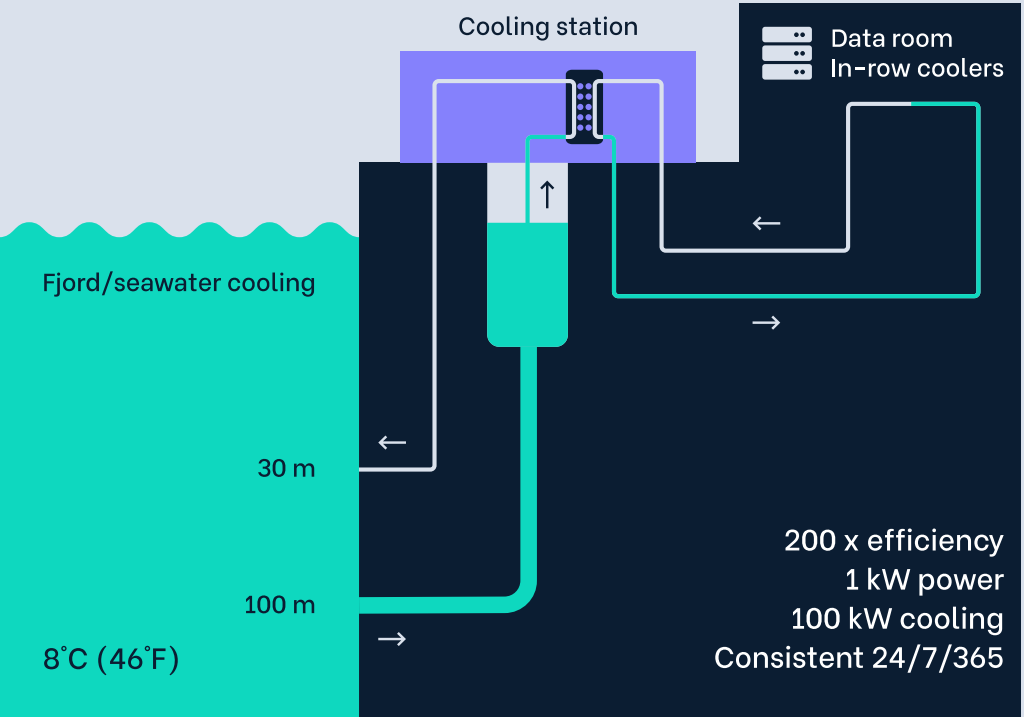 Cooling station
Data room
In-row coolers
Fjord/seawater cooling
30 m
100 m
8°C (46°F)
200 x efficiency
1 kW power
100 kW cooling
Consistent 24/7/365